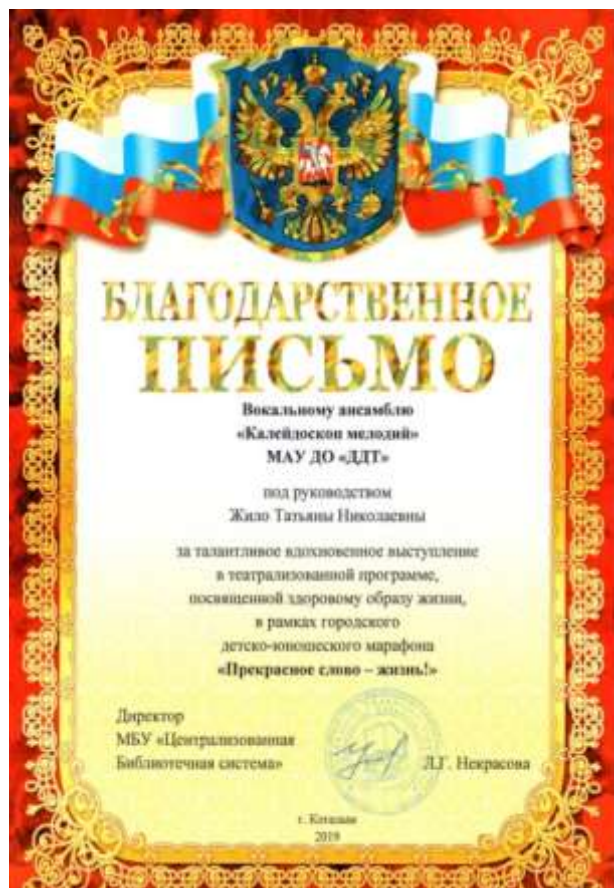 БЛАГОДАРСТВЕННОЕ
ПИСЬМО
Вокальному ансамблю
«Калейдоскоп мелодий»
МАУ ДО «ДДТ»
под руководством
Жило Татьяны Николаевны
за талантливое вдохновенное выступление
в театрализованной программе,
посвященной здоровому образу жизни,
в рамках городского
детско-юношеского марафона
«Прекрасное слово – жизнь!»
Директор
МБУ «Централизованная
Библиотечная система»
Л.Г. Некрасова
г. Когалым
2019